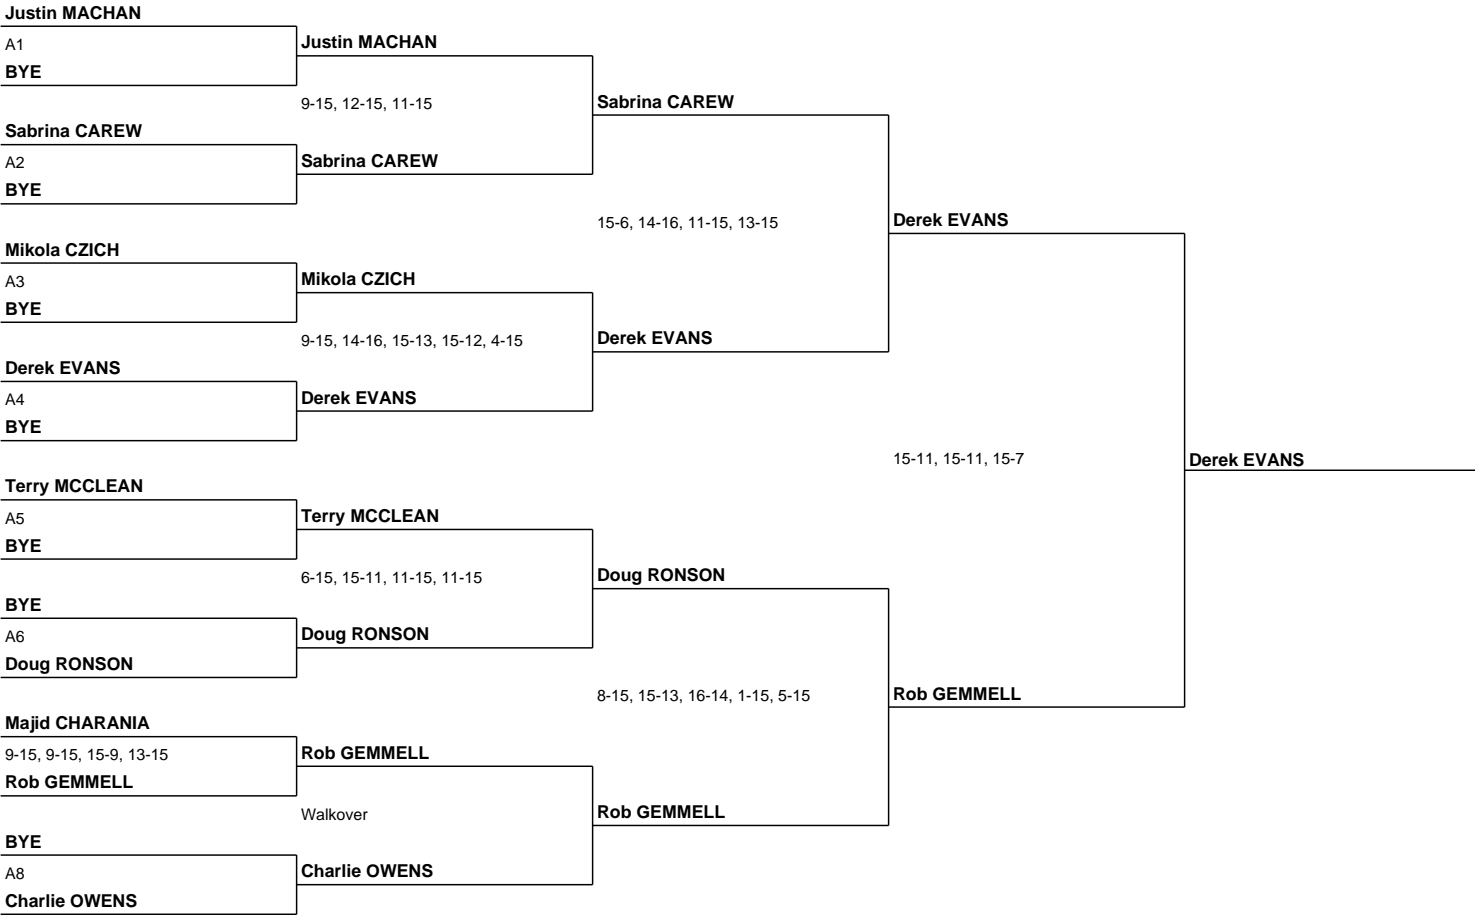 Justin MACHAN
A1
BYE
Sabrina CAREW
A2
BYE
Mikola CZICH
A3
BYE
Derek EVANS
A4
BYE
Terry MCCLEAN
A5
BYE
BYE
A6
Doug RONSON
Majid CHARANIA
9-15, 9-15, 15-9, 13-15
Rob GEMMELL
BYE
A8
Charlie OWENS
Justin MACHAN
9-15, 12-15, 11-15
Sabrina CAREW
Mikola CZICH
9-15, 14-16, 15-13, 15-12, 4-15
Derek EVANS
Terry MCCLEAN
6-15, 15-11, 11-15, 11-15
Doug RONSON
Rob GEMMELL
Walkover
Charlie OWENS
Sabrina CAREW
15-6, 14-16, 11-15, 13-15
Derek EVANS
Doug RONSON
8-15, 15-13, 16-14, 1-15, 5-15
Rob GEMMELL
Derek EVANS
15-11, 15-11, 15-7
Rob GEMMELL
Derek EVANS